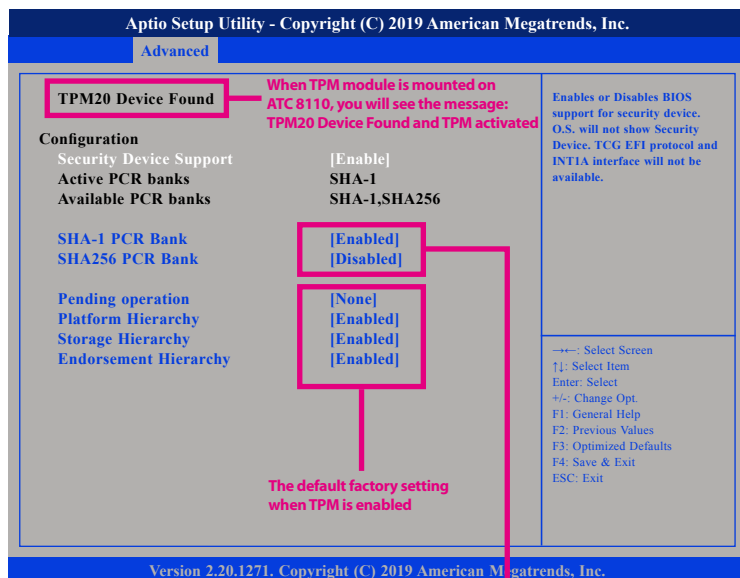 Aptio Setup Utility - Copyright (C) 2019 American Megatrends, Inc.
Advanced
TPM20 Device Found
When TPM module is mounted on
ATC 8110, you will see the message:
TPM20 Device Found and TPM activated
Configuration
Security Device Support [Enable]
Active PCR banks SHA-1
Available PCR banks SHA-1,SHA256
SHA-1 PCR Bank [Enabled]
SHA256 PCR Bank [Disabled]
Pending operation [None]
Platform Hierarchy [Enabled]
Storage Hierarchy [Enabled]
Endorsement Hierarchy [Enabled]
The default factory setting
when TPM is enabled
Enables or Disables BIOS
support for security device.
O.S. will not show Security
Device. TCG EFI protocol and
INT1A interface will not be
available.
→←: Select Screen
↑↓: Select Item
Enter: Select
+/-: Change Opt.
F1: General Help
F2: Previous Values
F3: Optimized Defaults
F4: Save & Exit
ESC: Exit
Version 2.20.1271. Copyright (C) 2019 American Megatrends, Inc.